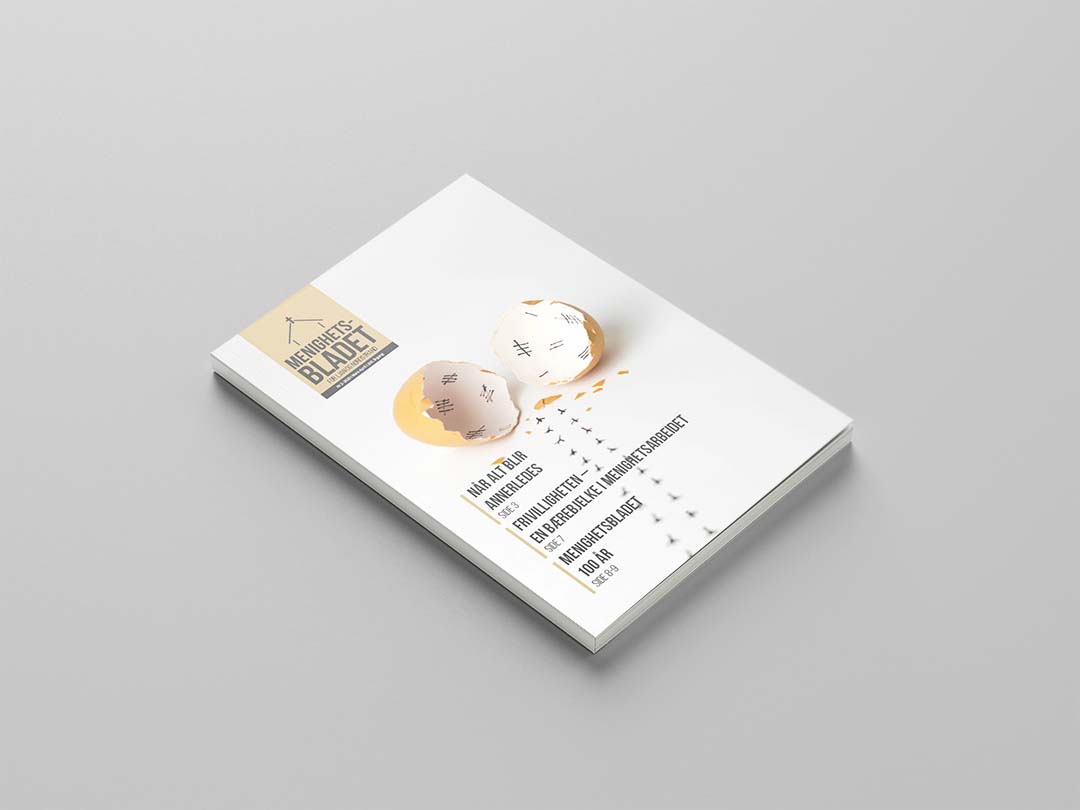 MENIGHETS-
BLADET
NÅR ALT BLIR
ANNERLEDES
SIDE 3
FRIVILLIGHETEN –
EN BÆREBJELKE I MENIGHETSARBEIDET
SIDE 7
MENIGHETSBLADET
100 ÅR
SIDE 8-9